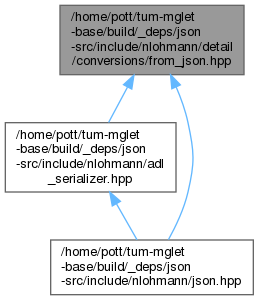 /home/pott/tum-mglet
-base/build/_deps/json
-src/include/nlohmann/detail
/conversions/from_json.hpp
/home/pott/tum-mglet
-base/build/_deps/json
-src/include/nlohmann/adl
_serializer.hpp
/home/pott/tum-mglet
-base/build/_deps/json
-src/include/nlohmann/json.hpp